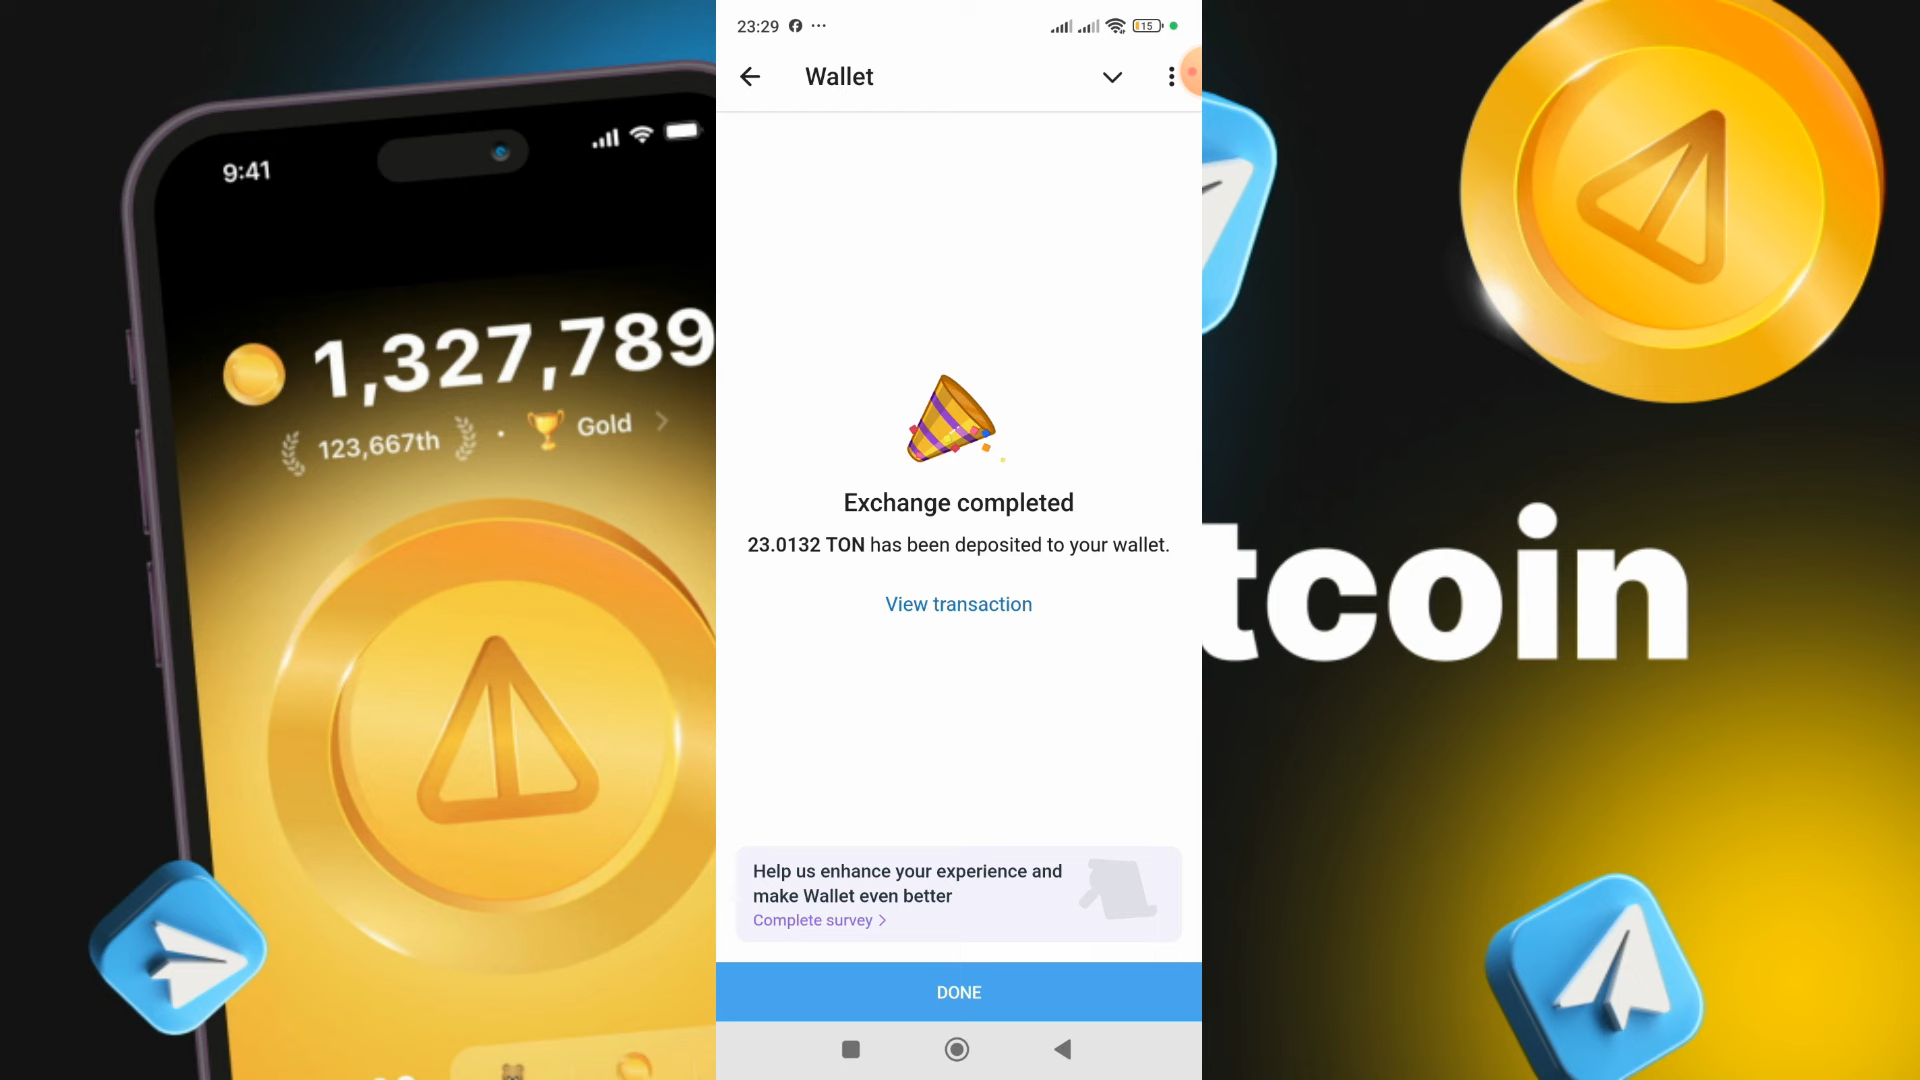 9:41
1,327,789
123,667th · Gold
23:29
15
Wallet
Exchange completed
23.0132 TON has been deposited to your wallet.
View transaction
Help us enhance your experience and
make Wallet even better
Complete survey
DONE
tcoin